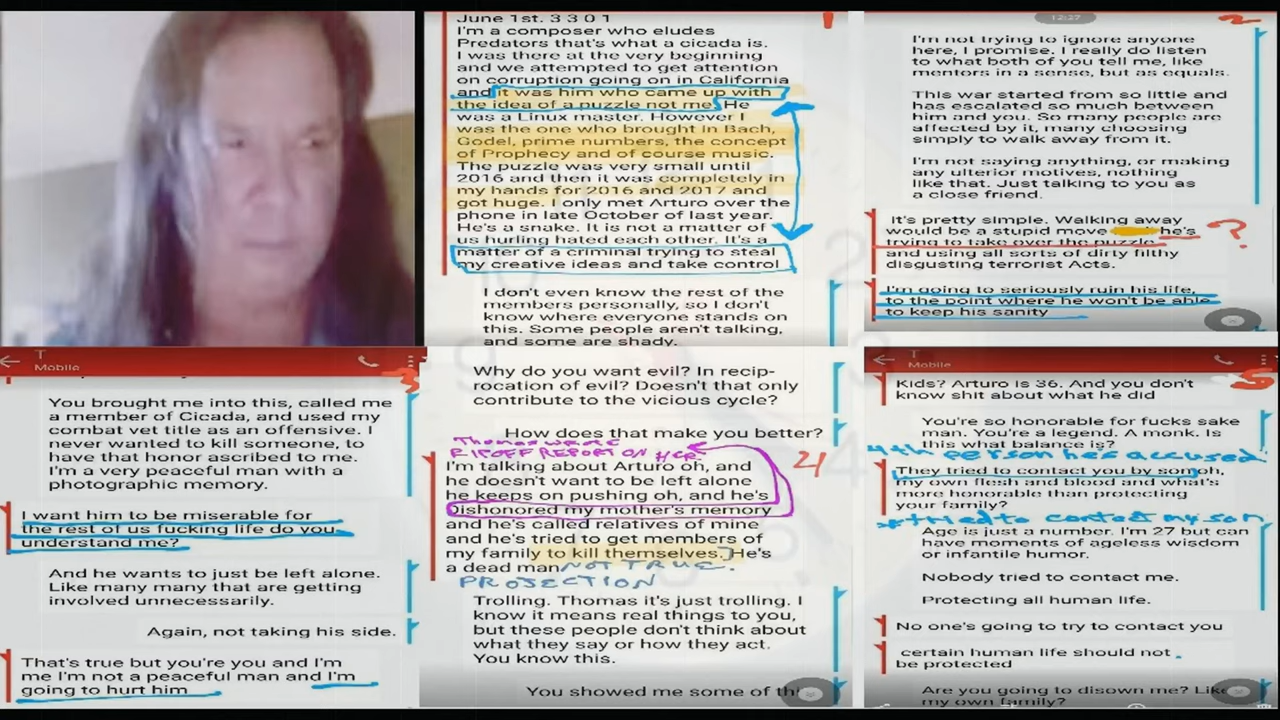 June 1st. 3 3 0 1
I'm a composer who eludes
Predators that's what a cicada is.
I was there at the very beginning
and we attempted to get attention
on corruption going on in California
and it was him who came up with
the idea of a puzzle not me. He
was a Linux master. However I
was the one who brought in Bach,
Godel, prime numbers, the concept
of Prophecy and of course music.
The puzzle was very small until
2016 and then it was completely in
my hands for 2016 and 2017 and
got huge. I only met Arturo over the
phone in late October of last year.
He's a snake. It is not a matter of
us hurling hated each other. It's a
matter of a criminal trying to steal
my creative ideas and take control
I don't even know the rest of the
members personally, so I don't
know where everyone stands on
this. Some people aren't talking,
and some are shady.
1
12:27
2
I'm not trying to ignore anyone
here, I promise. I really do listen
to what both of you tell me, like
mentors in a sense, but as equals.
This war started from so little and
has escalated so much between
him and you. So many people are
affected by it, many choosing
simply to walk away from it.
I'm not saying anything, or making
any ulterior motives, nothing
like that. Just talking to you as
a close friend.
It's pretty simple. Walking away
would be a stupid move he's
trying to take over the puzzle
and using all sorts of dirty filthy
disgusting terrorist Acts.
?
I'm going to seriously ruin his life,
to the point where he won't be able
to keep his sanity
T
Mobile
3
You brought me into this, called me
a member of Cicada, and used my
combat vet title as an offensive. I
never wanted to kill someone, to
have that honor ascribed to me.
I'm a very peaceful man with a
photographic memory.
I want him to be miserable for
the rest of us fucking life do you
understand me?
And he wants to just be left alone.
Like many many that are getting
involved unnecessarily.
Again, not taking his side.
That's true but you're you and I'm
me I'm not a peaceful man and I'm
going to hurt him
Why do you want evil? In recip-
rocation of evil? Doesn't that only
contribute to the vicious cycle?
How does that make you better?
Thomas wrote
RIPOFF REPORT ON HER
4
I'm talking about Arturo oh, and
he doesn't want to be left alone
he keeps on pushing oh, and he's
Dishonored my mother's memory
and he's called relatives of mine
and he's tried to get members of
my family to kill themselves. He's
a dead man NOT TRUE.
PROJECTION
Trolling. Thomas it's just trolling. I
know it means real things to you,
but these people don't think about
what they say or how they act.
You know this.
You showed me some of th
T
Mobile
5
Kids? Arturo is 36. And you don't
know shit about what he did
You're so honorable for fucks sake
man. You're a legend. A monk. Is
this what balance is?
4th person he's accused
They tried to contact you by son oh,
my own flesh and blood and what's
more honorable than protecting
your family?
*tried to contact my son
Age is just a number. I'm 27 but can
have moments of ageless wisdom
or infantile humor.
Nobody tried to contact me.
Protecting all human life.
No one's going to try to contact you
certain human life should not
be protected
Are you going to disown me? Like
my own family?